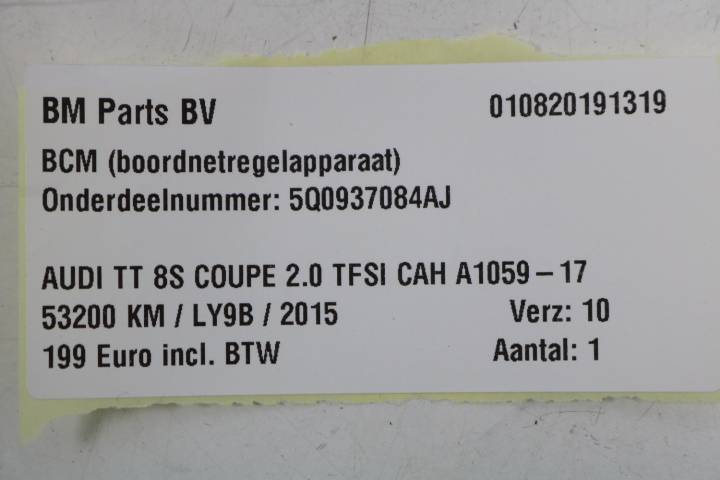 BM Parts BV 010820191319
BCM (boordnetregelapparaat)
Onderdeelnummer: 5Q0937084AJ
AUDI TT 8S COUPE 2.0 TFSI CAH A1059 – 17
53200 KM / LY9B / 2015 Verz: 10
199 Euro incl. BTW Aantal: 1